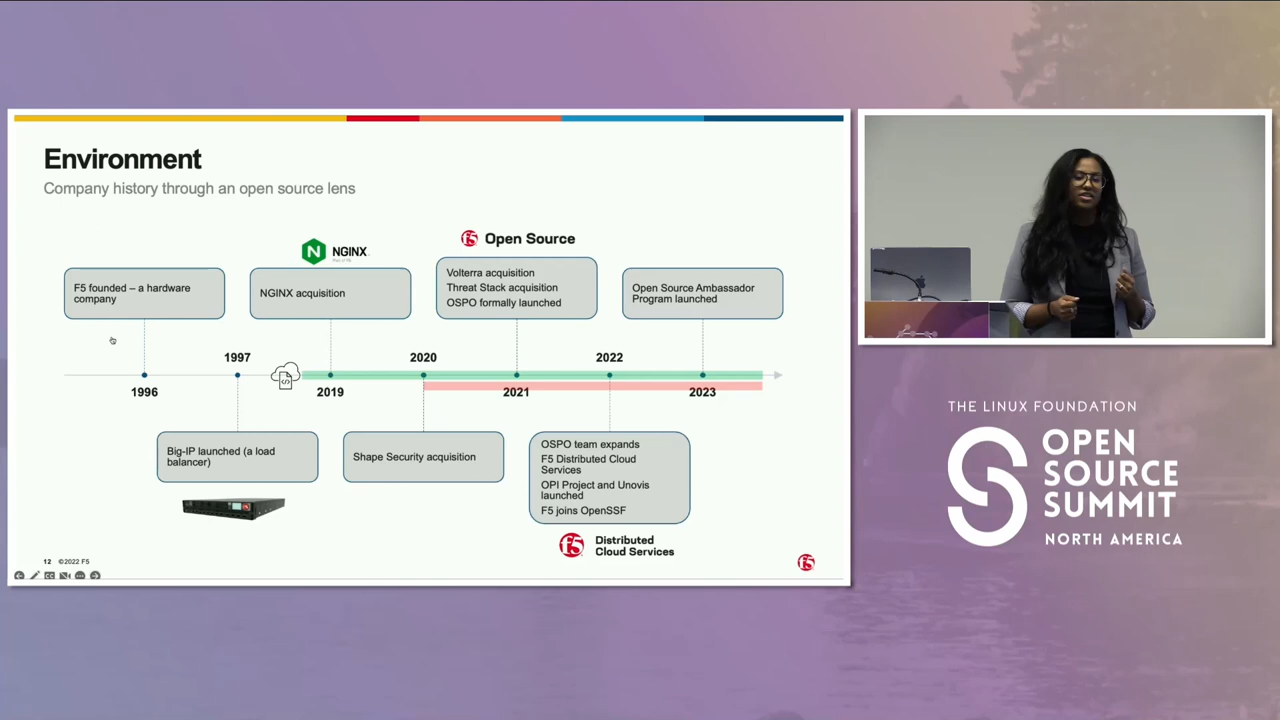 Environment
Company history through an open source lens
NGINX
f5 Open Source
F5 founded – a hardware
company
NGINX acquisition
Volterra acquisition
Threat Stack acquisition
OSPO formally launched
Open Source Ambassador
Program launched
1997
2020
2022
1996
2019
2021
2023
Big-IP launched (a load
balancer)
Shape Security acquisition
OSPO team expands
F5 Distributed Cloud
Services
OPI Project and Unovis
launched
F5 joins OpenSSF
f5 Distributed
Cloud Services
12 ©2022 F5
f5
THE LINUX FOUNDATION
OPEN
SOURCE
SUMMIT
NORTH AMERICA